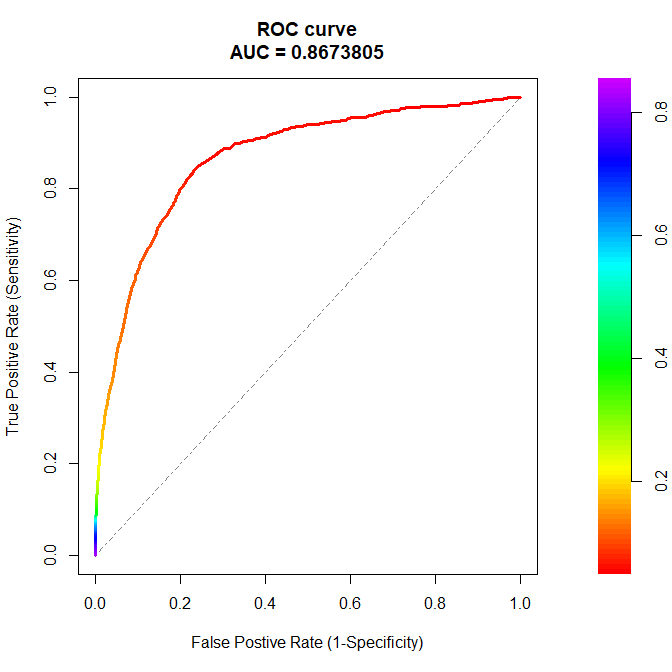 ROC curve
AUC = 0.8673805
True Positive Rate (Sensitivity)
1.0
0.8
0.6
0.4
0.2
0.0
0.0 0.2 0.4 0.6 0.8 1.0
False Postive Rate (1-Specificity)
0.8
0.6
0.4
0.2